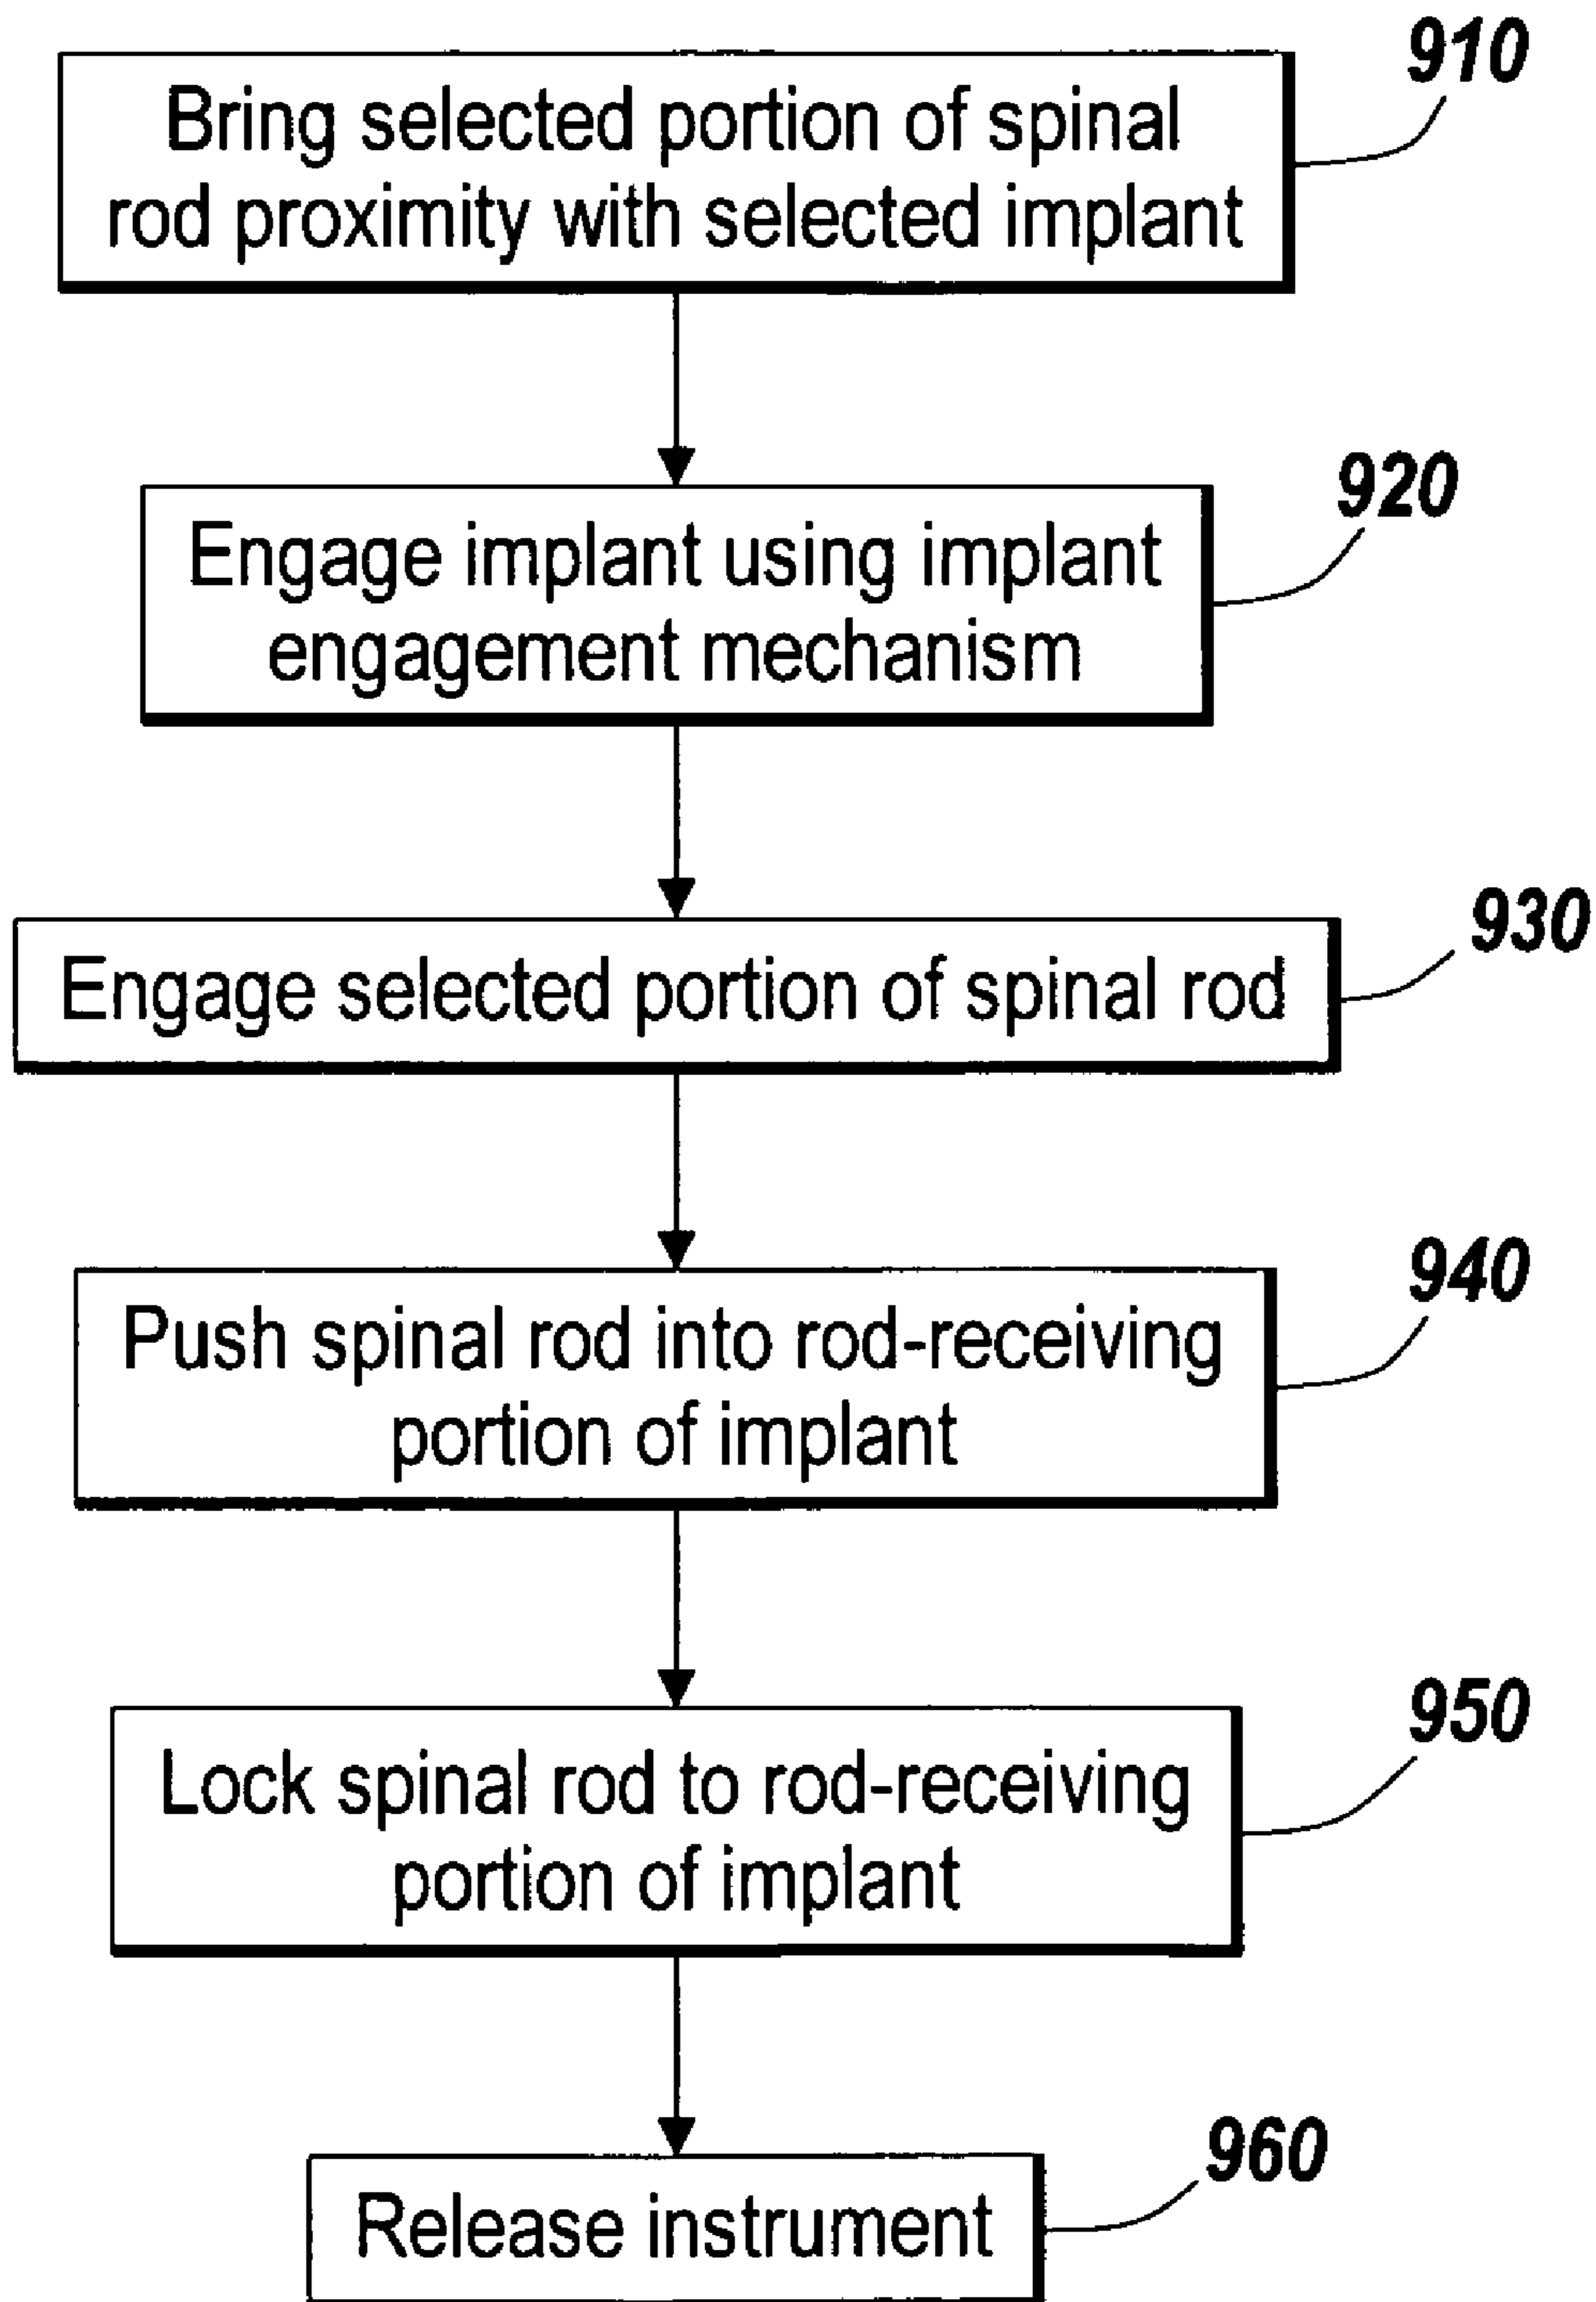 910
Bring selected portion of spinal
rod proximity with selected implant
920
Engage implant using implant
engagement mechanism
930
Engage selected portion of spinal rod
940
Push spinal rod into rod-receiving
portion of implant
950
Lock spinal rod to rod-receiving
portion of implant
960
Release instrument